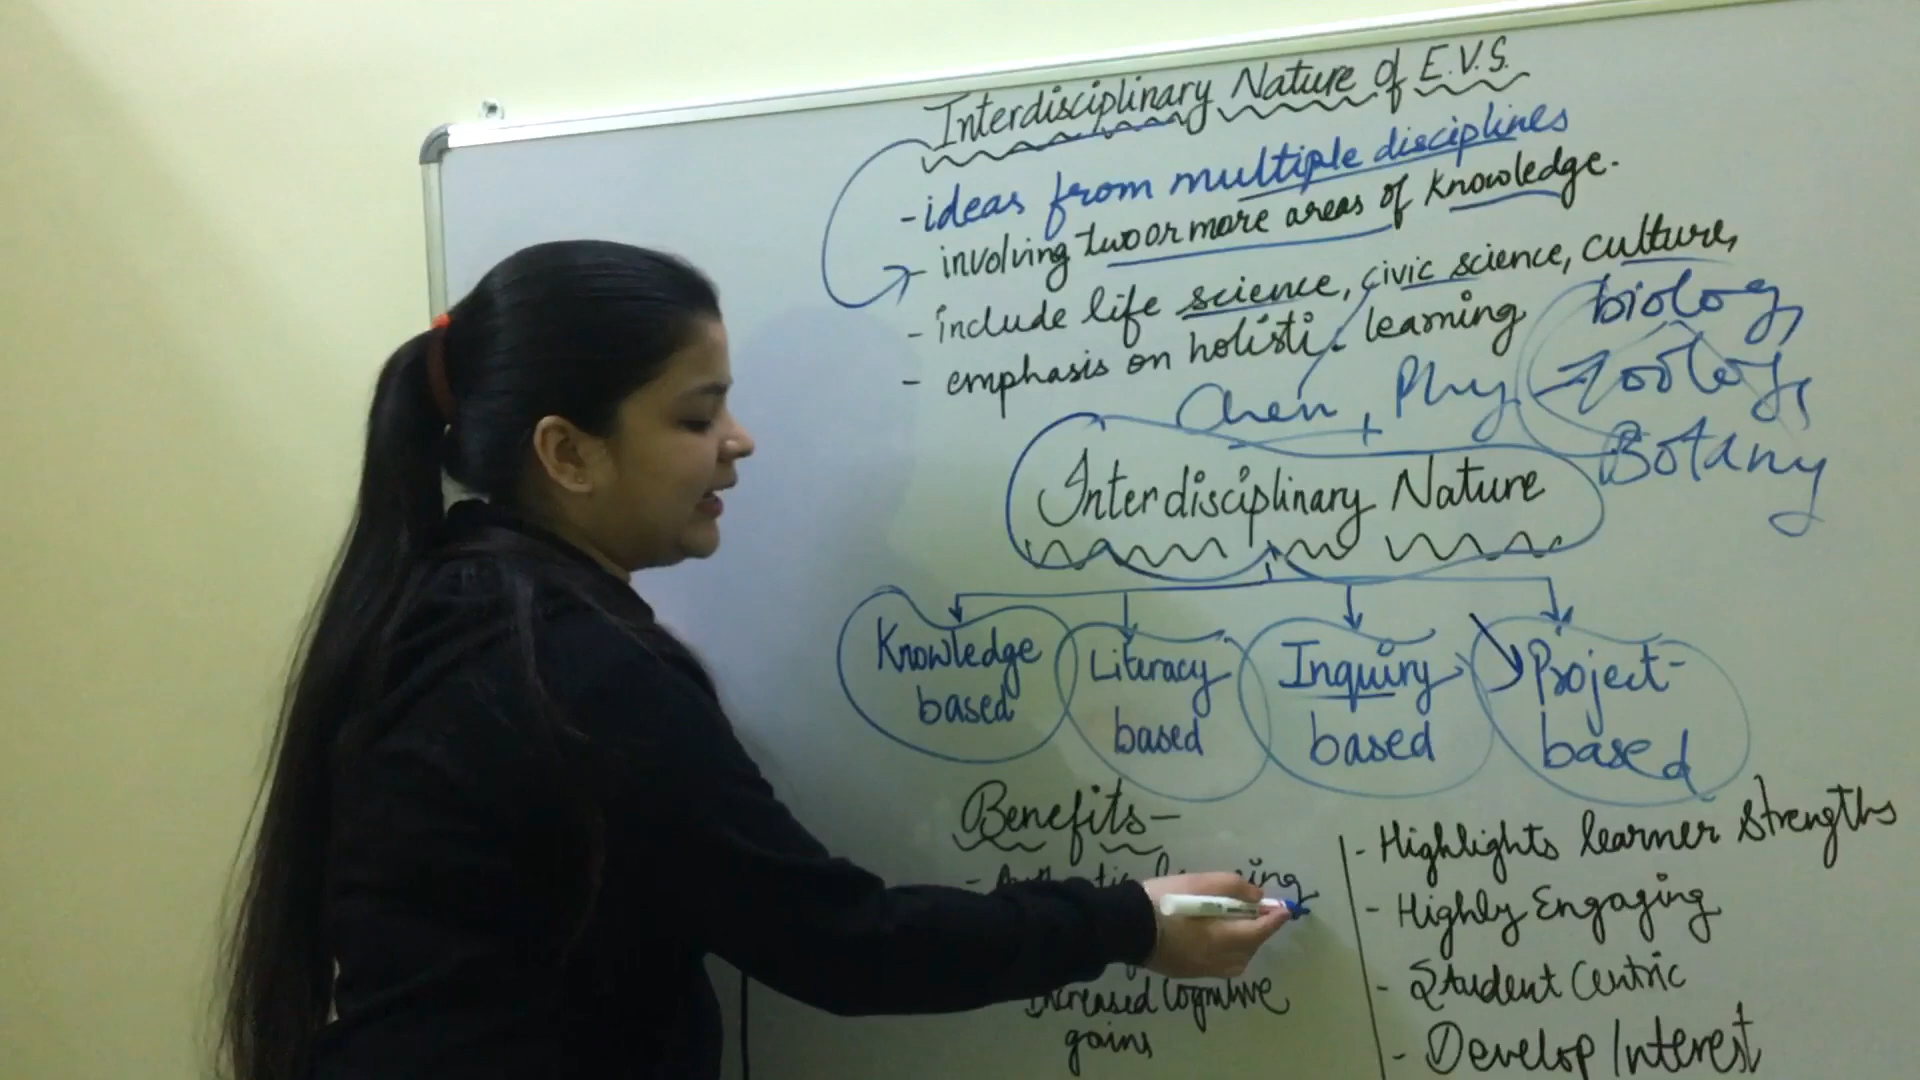 Interdisciplinary Nature of E.V.S.
- ideas from multiple disciplines
- involving two or more areas of knowledge.
- include life science, civic science, culture,
- emphasis on holisti learning
biology,
Chem, Phy
Zoology,
Botany
Interdisciplinary Nature
Knowledge based
Literacy based
Inquiry based
Project-based
Benefits-
- Authentic learning
Increased Cognitive
gains
- Highlights learner strengths
- Highly Engaging
- Student Centric
- Develop Interest